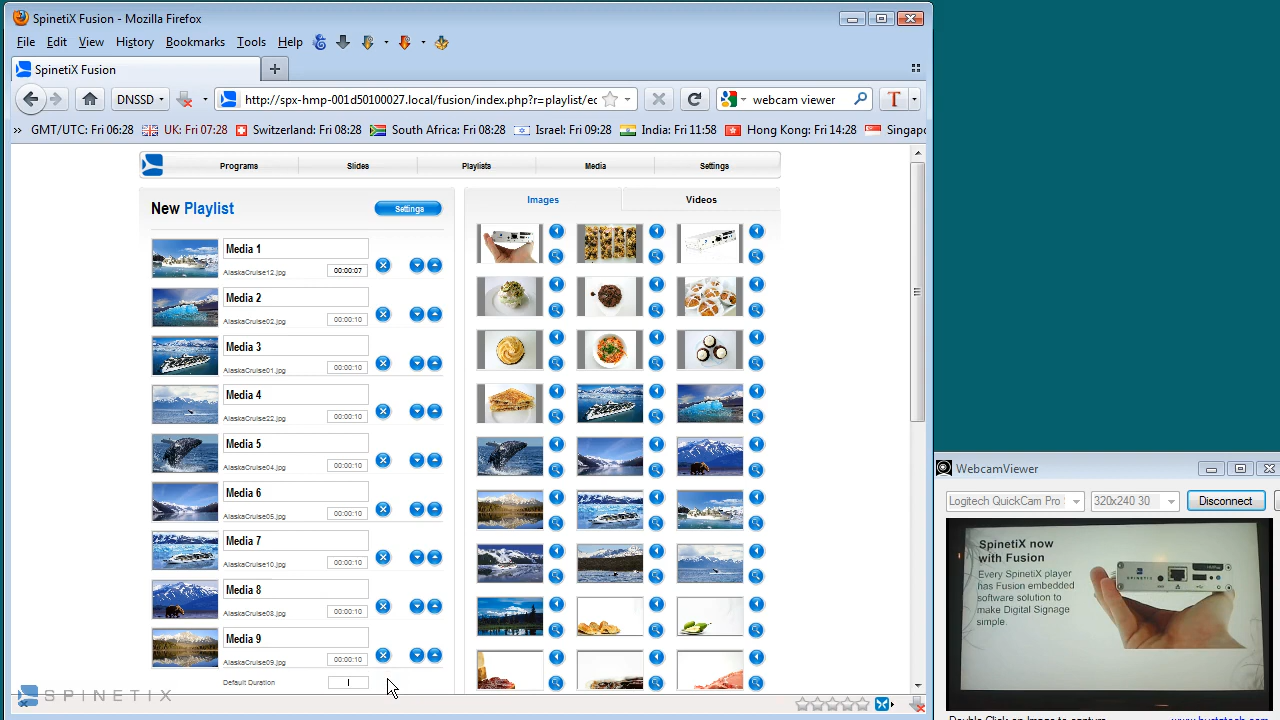 SpinetiX Fusion - Mozilla Firefox
File Edit View History Bookmarks Tools Help
SpinetiX Fusion
DNSSD http://spx-hmp-001d50100027.local/fusion/index.php?r=playlist/ec webcam viewer T
» GMT/UTC: Fri 06:28 UK: Fri 07:28 Switzerland: Fri 08:28 South Africa: Fri 08:28 Israel: Fri 09:28 India: Fri 11:58 Hong Kong: Fri 14:28 Singapo
Programs Slides Playlists Media Settings
New Playlist Settings
Images Videos
Media 1
AlaskaCruise12.jpg 00:00:07
Media 2
AlaskaCruise02.jpg 00:00:10
Media 3
AlaskaCruise01.jpg 00:00:10
Media 4
AlaskaCruise22.jpg 00:00:10
Media 5
AlaskaCruise04.jpg 00:00:10
Media 6
AlaskaCruise05.jpg 00:00:10
Media 7
AlaskaCruise10.jpg 00:00:10
Media 8
AlaskaCruise08.jpg 00:00:10
Media 9
AlaskaCruise09.jpg 00:00:10
Default Duration
SPINETIX
WebcamViewer
Logitech QuickCam Pro 320x240 30 Disconnect
SpinetiX now
with Fusion
Every SpinetiX player
has Fusion embedded
software solution to
make Digital Signage
simple.
SPINETIX
Double Click on Image to capture